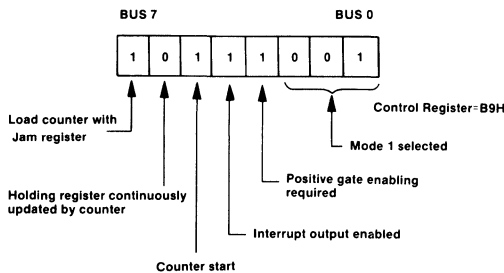 BUS 7 BUS 0
1 0 1 1 1 0 0 1
Load counter with
Jam register
Control Register=B9H
Mode 1 selected
Positive gate enabling
required
Holding register continuously
updated by counter
Interrupt output enabled
Counter start